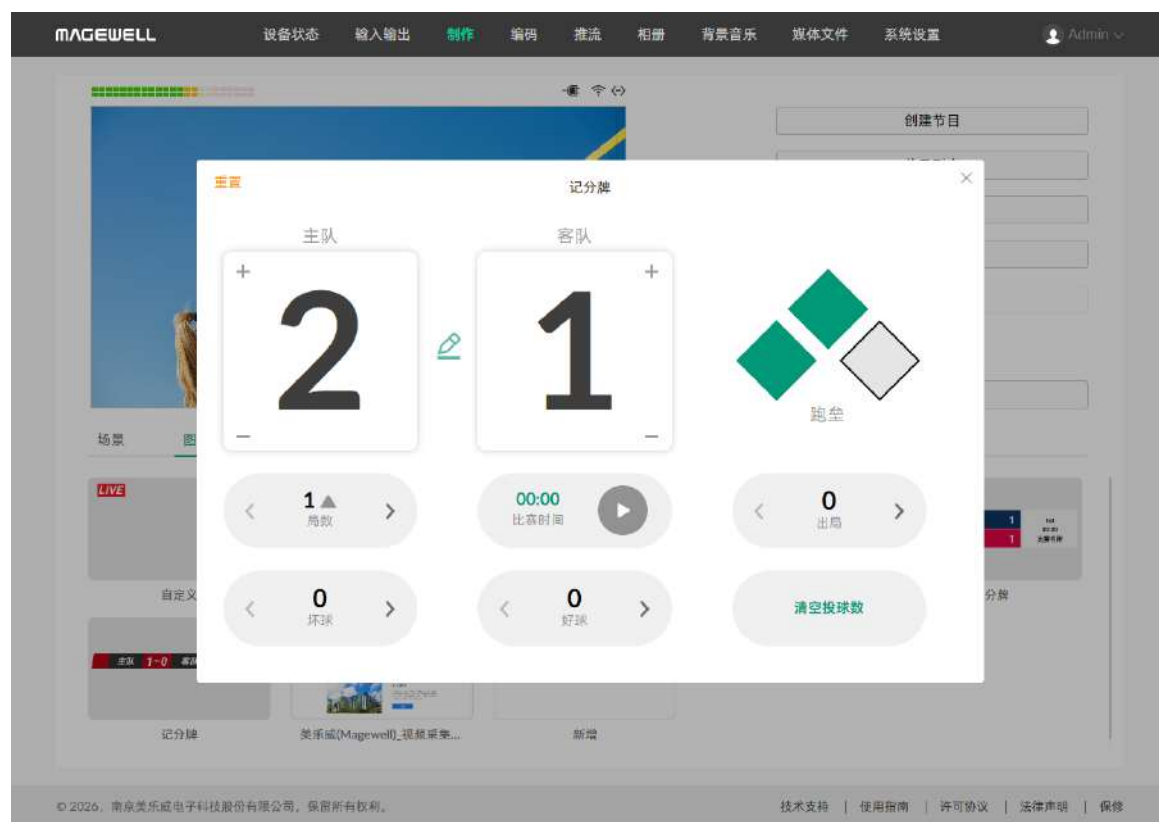 MAGEWELL 设备状态 输入输出 制作 编码 推流 相册 背景音乐 媒体文件 系统设置 Admin
创建节目
重置 记分牌
主队 客队
+ +
2 1
跑垒
- -
场景 图
LIVE
1 00:00 0
局数 比赛时间 出局
1
1
自定义 分牌
0 0 清空投球数
坏球 好球
主队 1-0 客队
记分牌 美乐威(Magewell)_视频采集... 新增
© 2026，南京美乐威电子科技股份有限公司，保留所有权利。 技术支持 | 使用指南 | 许可协议 | 法律声明 | 保修